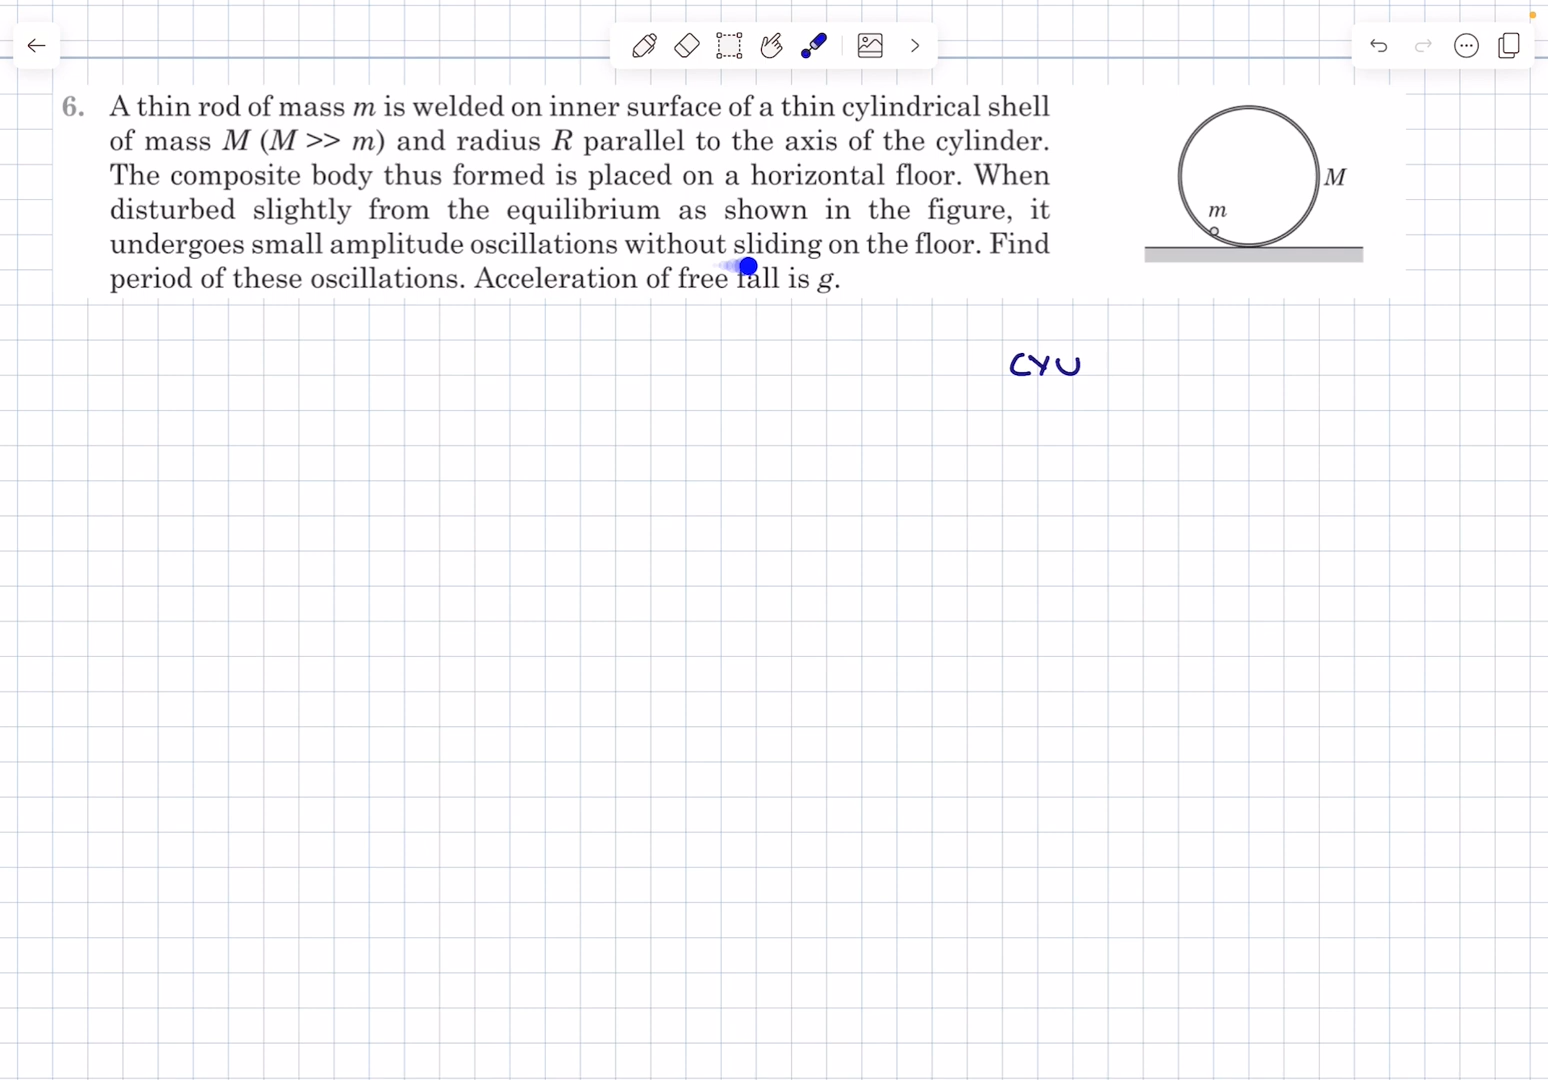 6. A thin rod of mass m is welded on inner surface of a thin cylindrical shell
of mass M (M >> m) and radius R parallel to the axis of the cylinder.
The composite body thus formed is placed on a horizontal floor. When
disturbed slightly from the equilibrium as shown in the figure, it
undergoes small amplitude oscillations without sliding on the floor. Find
period of these oscillations. Acceleration of free fall is g.
M
m
CYU